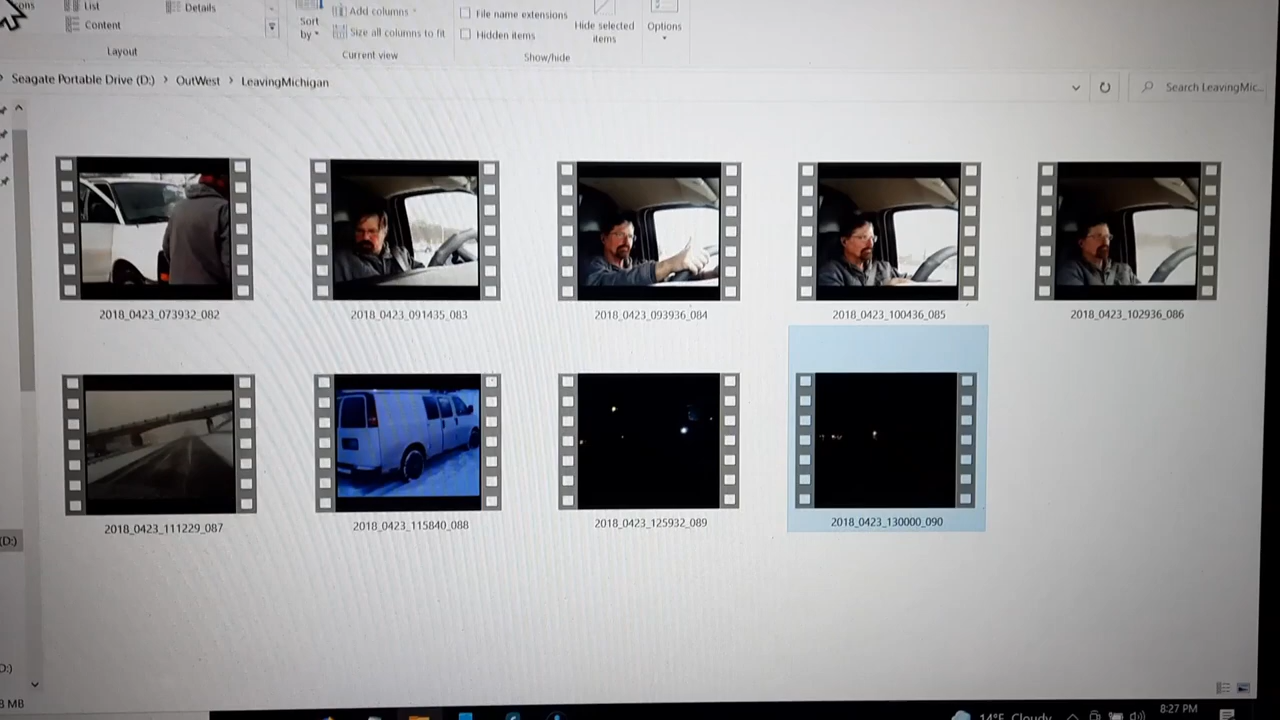 List
Details
Content
Layout
Sort by
Add columns
Size all columns to fit
Current view
File name extensions
Hidden items
Hide selected items
Show/hide
Options
Seagate Portable Drive (D:) > OutWest > LeavingMichigan
Search LeavingMic...
2018_0423_073932_082
2018_0423_091435_083
2018_0423_093936_084
2018_0423_100436_085
2018_0423_102936_086
2018_0423_111229_087
2018_0423_115840_088
2018_0423_125932_089
2018_0423_130000_090
(D:)
D:)
MB
14°F Cloudy
8:27 PM